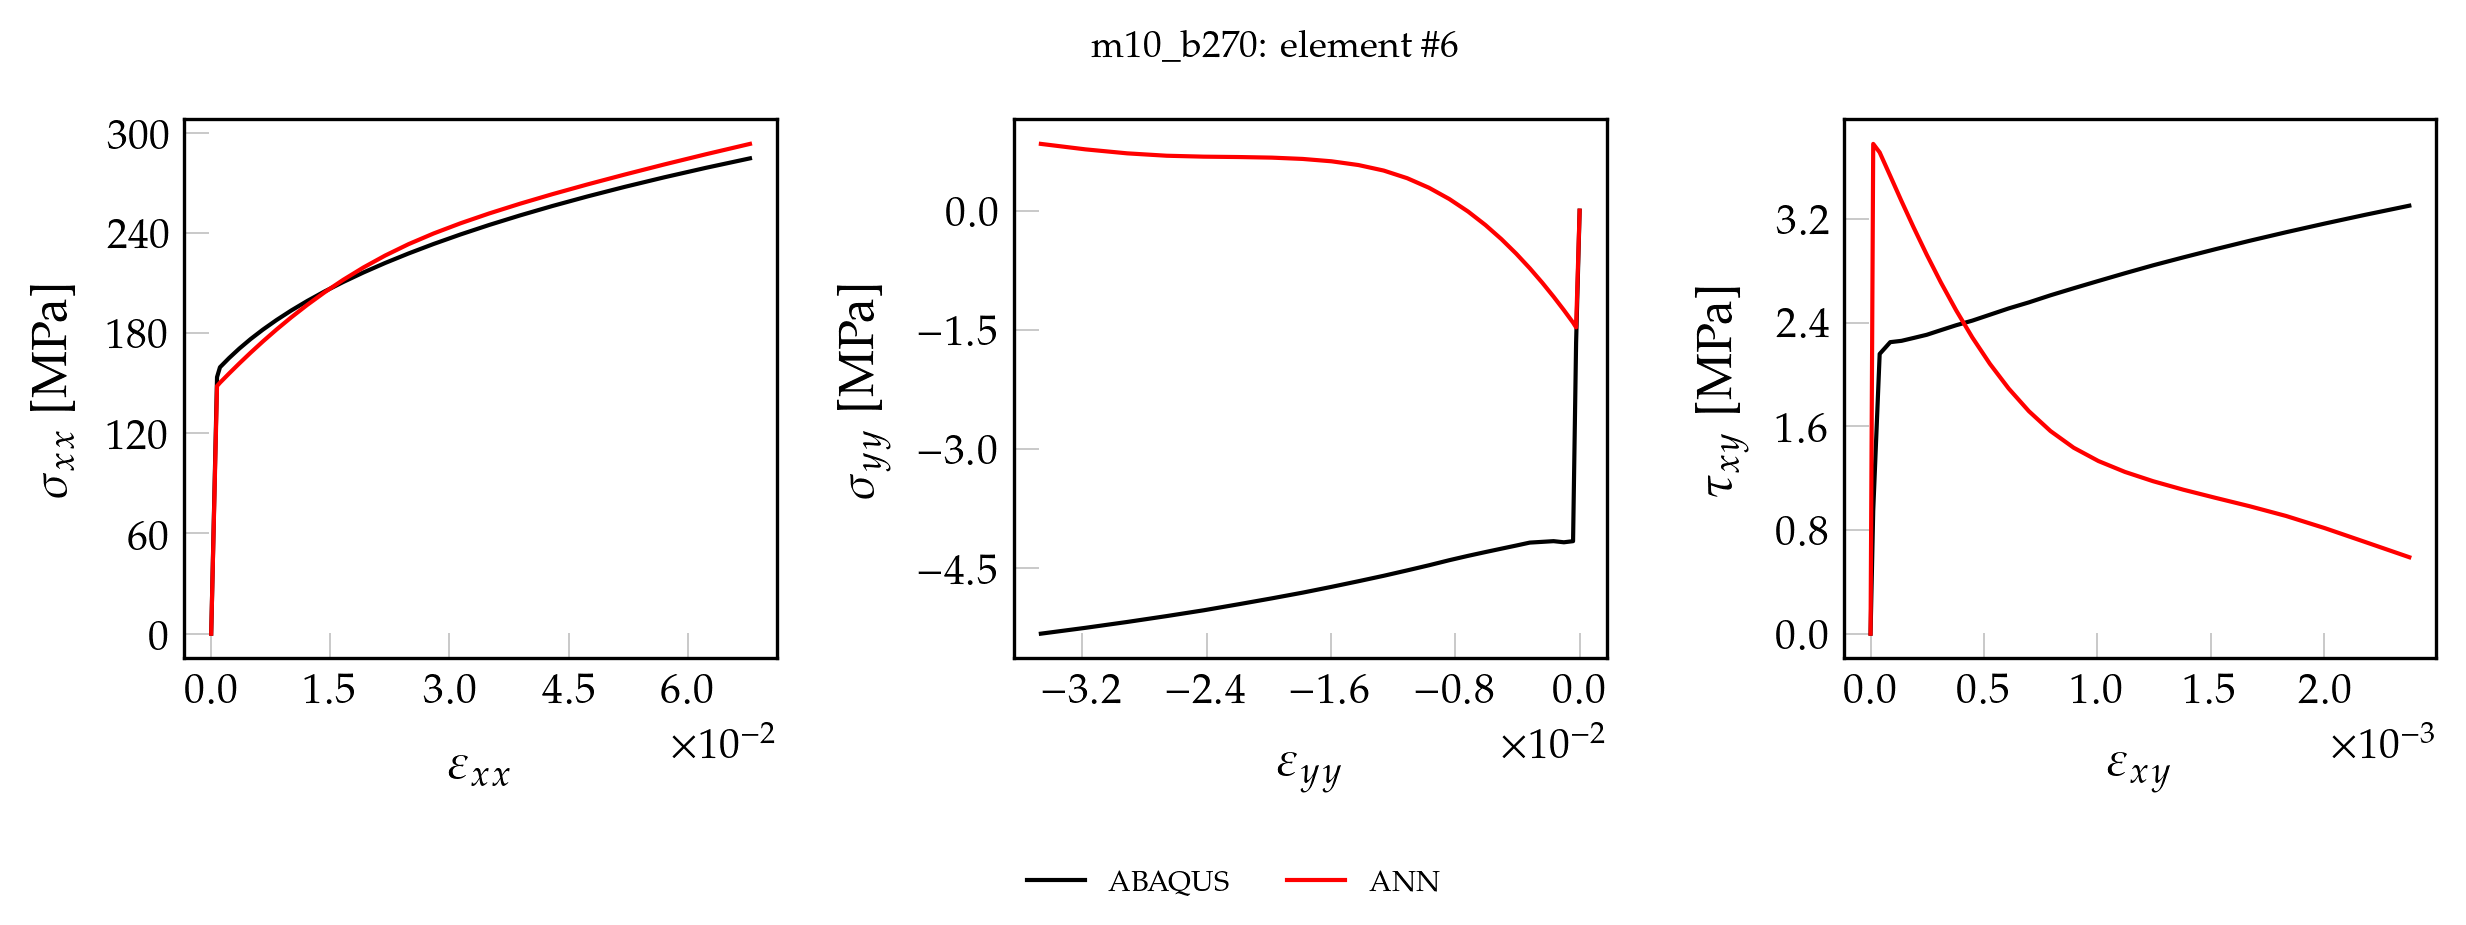 m10_b270: element #6
300
240
180
120
60
0
σxx [MPa]
0.0 1.5 3.0 4.5 6.0
×10−2
εxx
0.0
−1.5
−3.0
−4.5
σyy [MPa]
−3.2 −2.4 −1.6 −0.8 0.0
×10−2
εyy
3.2
2.4
1.6
0.8
0.0
τxy [MPa]
0.0 0.5 1.0 1.5 2.0
×10−3
εxy
ABAQUS ANN